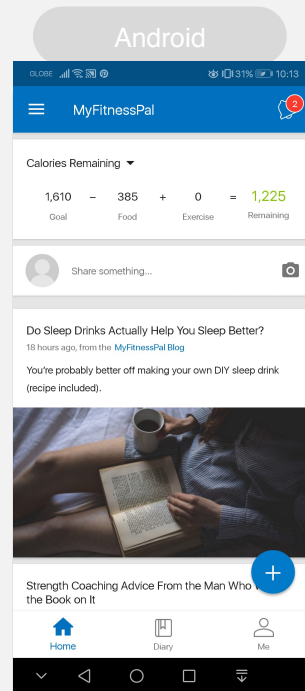 Android
GLOBE 31% 10:13
MyFitnessPal
2
Calories Remaining
1,610 – 385 + 0 = 1,225
Goal Food Exercise Remaining
Share something...
Do Sleep Drinks Actually Help You Sleep Better?
18 hours ago, from the MyFitnessPal Blog
You're probably better off making your own DIY sleep drink
(recipe included).
Strength Coaching Advice From the Man Who
the Book on It
Home Diary Me